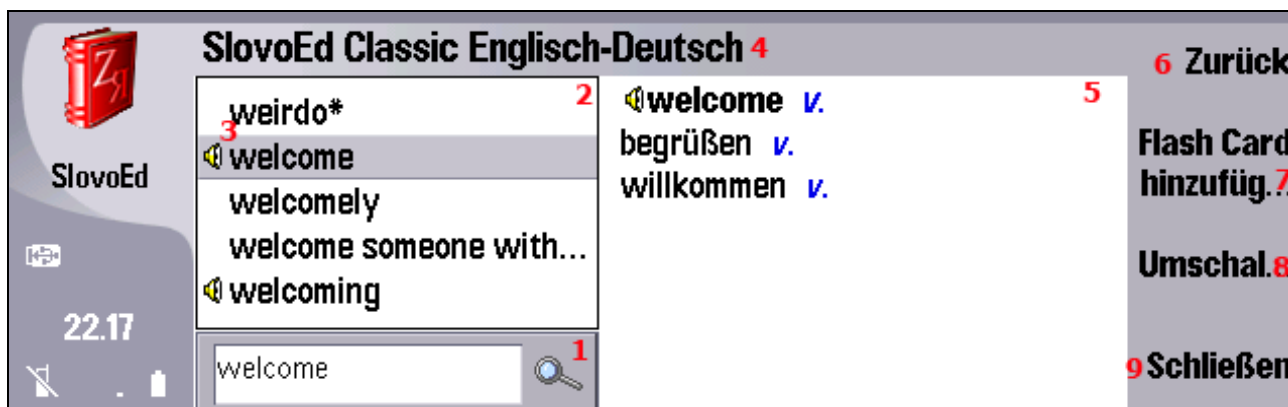 SlovoEd Classic Englisch-Deutsch 4
SlovoEd
22.17
weirdo* 2
3
welcome
welcomely
welcome someone with...
welcoming
welcome 1
welcome v. 5
begrüßen v.
willkommen v.
6 Zurück
Flash Card
hinzufüg. 7
Umschal. 8
9 Schließen